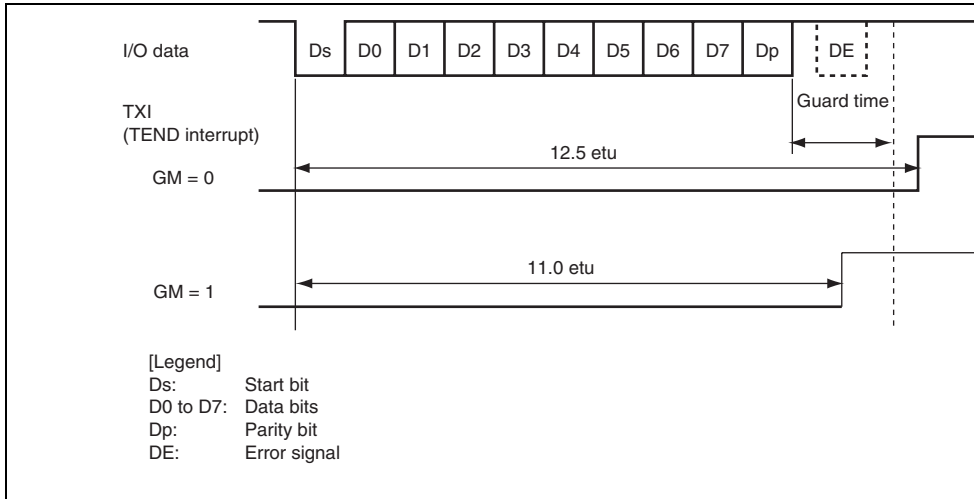 I/O data
Ds D0 D1 D2 D3 D4 D5 D6 D7 Dp DE
Guard time
TXI
(TEND interrupt)
12.5 etu
GM = 0
11.0 etu
GM = 1
[Legend]
Ds: Start bit
D0 to D7: Data bits
Dp: Parity bit
DE: Error signal